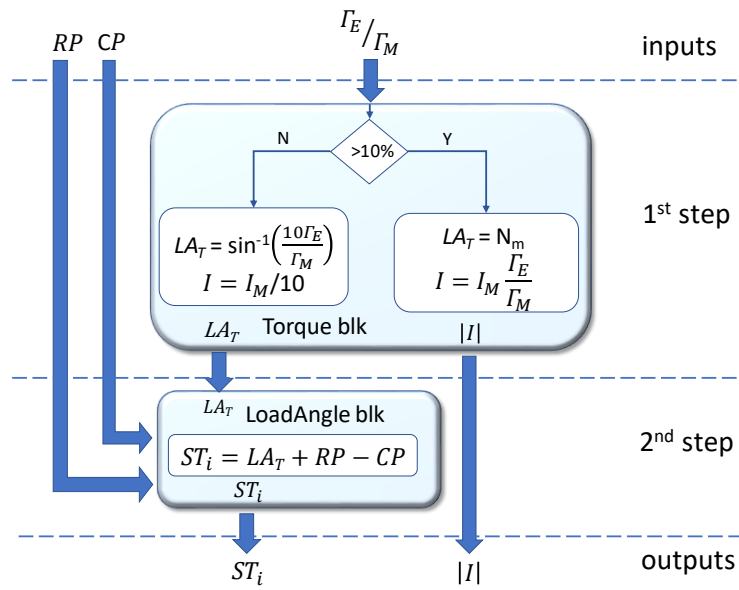 RP CP Γ_E/Γ_M inputs
N >10% Y
1st step
LA_T = sin⁻¹(10Γ_E/Γ_M)
I = I_M/10
LA_T = N_m
I = I_M Γ_E/Γ_M
LA_T Torque blk |I|
LA_T LoadAngle blk
2nd step
ST_i = LA_T + RP − CP
ST_i
outputs
ST_i |I|